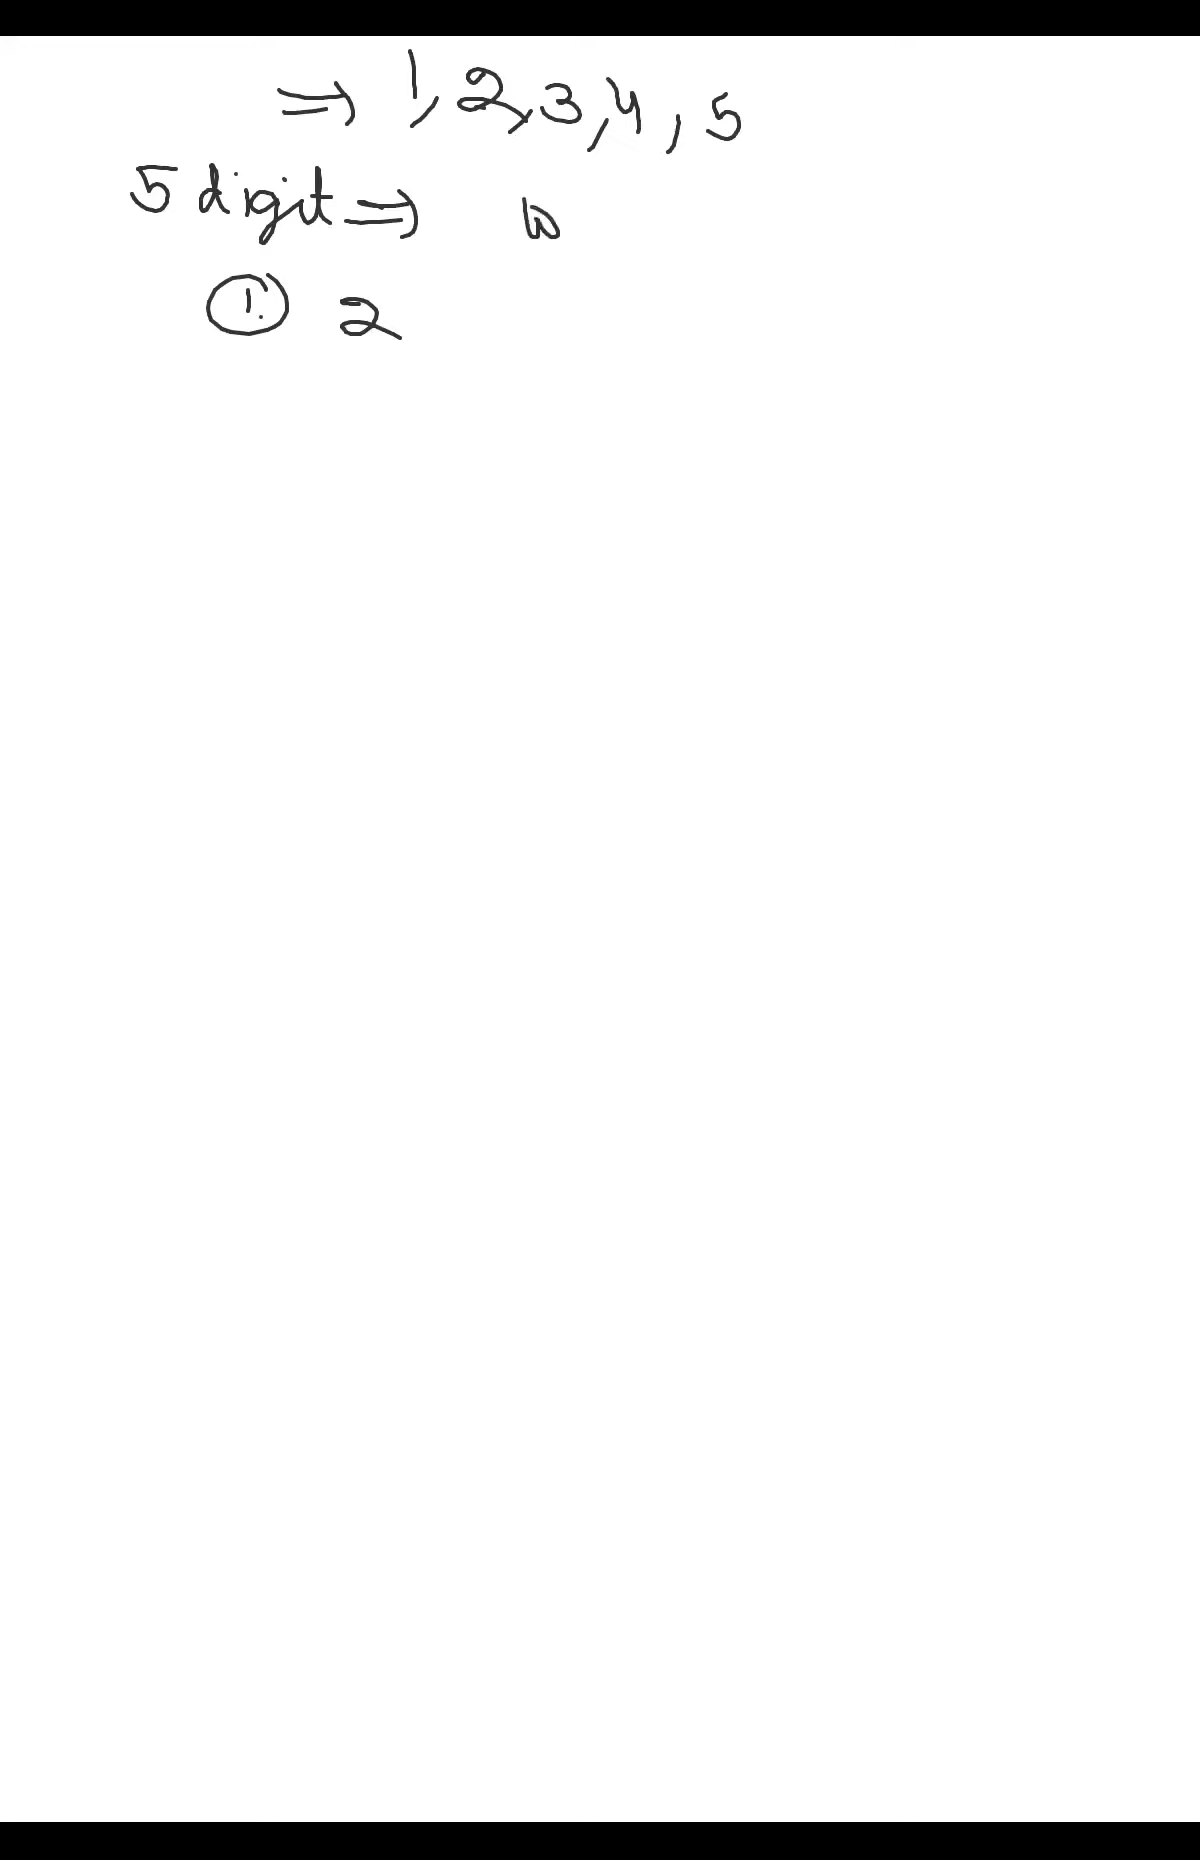 ⇒ 1, 2, 3, 4, 5
5 digit ⇒
① 2